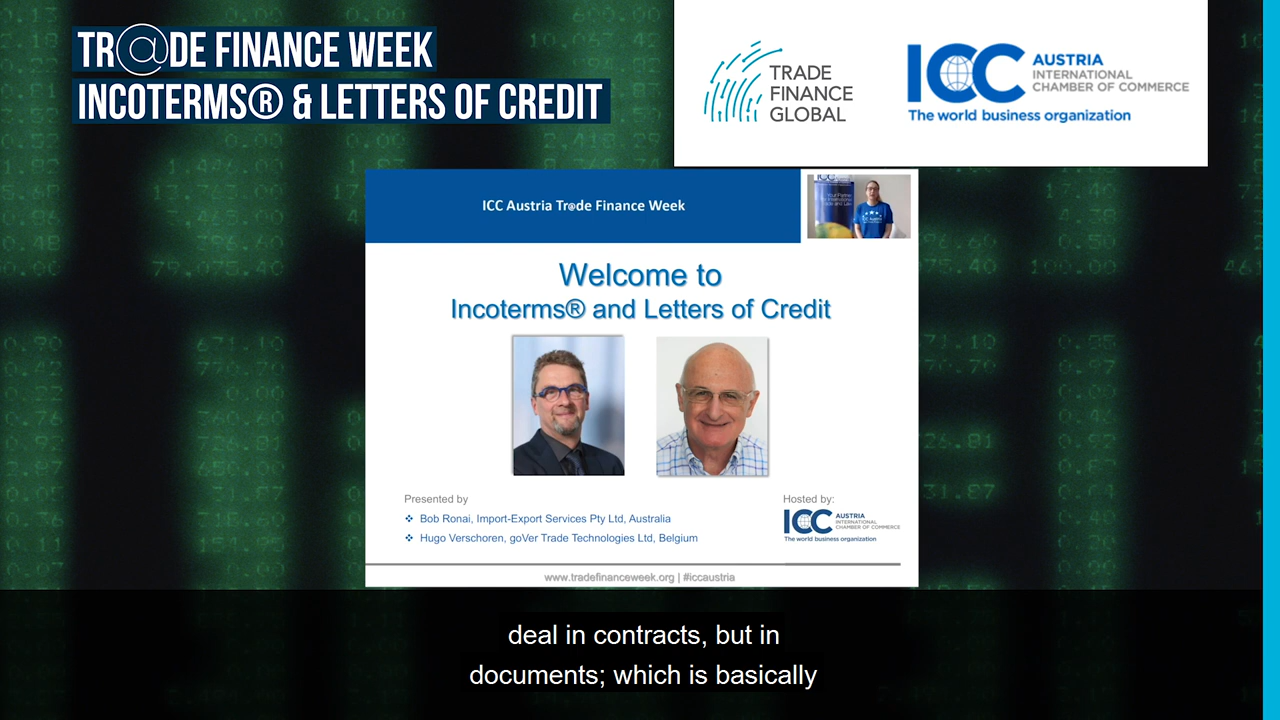 TR@DE FINANCE WEEK
INCOTERMS® & LETTERS OF CREDIT
TRADE
FINANCE
GLOBAL
ICC AUSTRIA
INTERNATIONAL
CHAMBER OF COMMERCE
The world business organization
ICC Austria Tr@de Finance Week
Welcome to
Incoterms® and Letters of Credit
Presented by
❖ Bob Ronai, Import-Export Services Pty Ltd, Australia
❖ Hugo Verschoren, goVer Trade Technologies Ltd, Belgium
Hosted by:
ICC AUSTRIA
INTERNATIONAL
CHAMBER OF COMMERCE
The world business organization
www.tradefinanceweek.org | #iccaustria
deal in contracts, but in
documents; which is basically